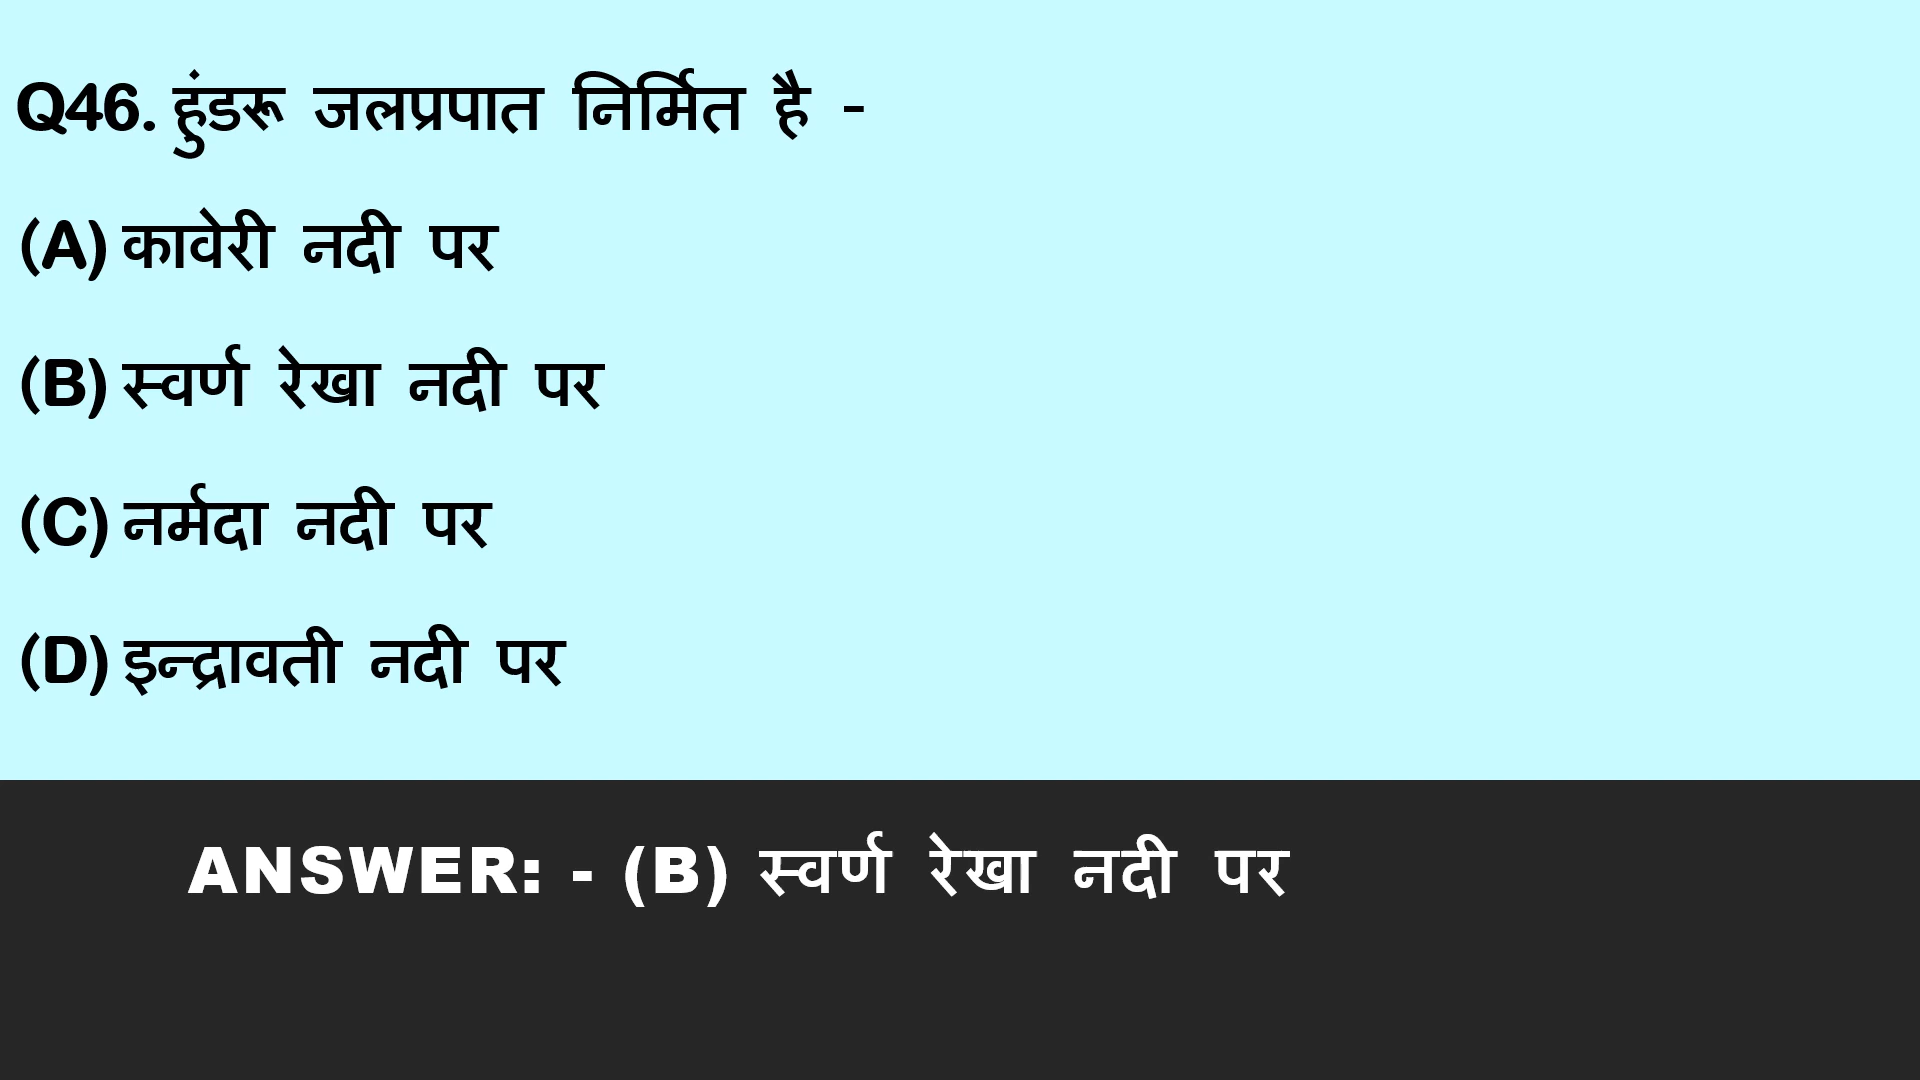 Q46. हुंडरू जलप्रपात निर्मित है -
(A) कावेरी नदी पर
(B) स्वर्ण रेखा नदी पर
(C) नर्मदा नदी पर
(D) इन्द्रावती नदी पर
ANSWER: - (B) स्वर्ण रेखा नदी पर